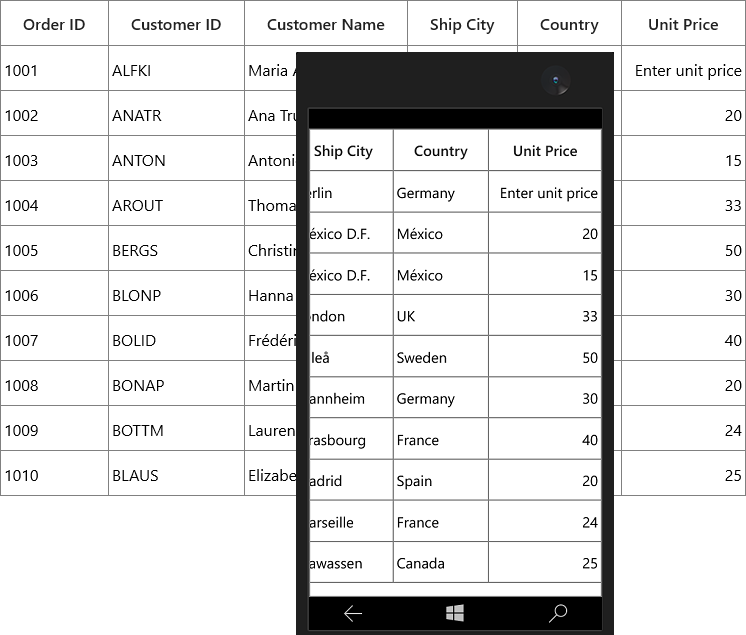 Order ID Customer ID Customer Name Ship City Country Unit Price
1001 ALFKI Maria Enter unit price
1002 ANATR Ana Tru 20
1003 ANTON Antoni 15
1004 AROUT Thoma 33
1005 BERGS Christin 50
1006 BLONP Hanna 30
1007 BOLID Frédéri 40
1008 BONAP Martin 20
1009 BOTTM Lauren 24
1010 BLAUS Elizabe 25
Ship City Country Unit Price
erlin Germany Enter unit price
éxico D.F. México 20
éxico D.F. México 15
ondon UK 33
leå Sweden 50
annheim Germany 30
rasbourg France 40
adrid Spain 20
arseille France 24
awassen Canada 25